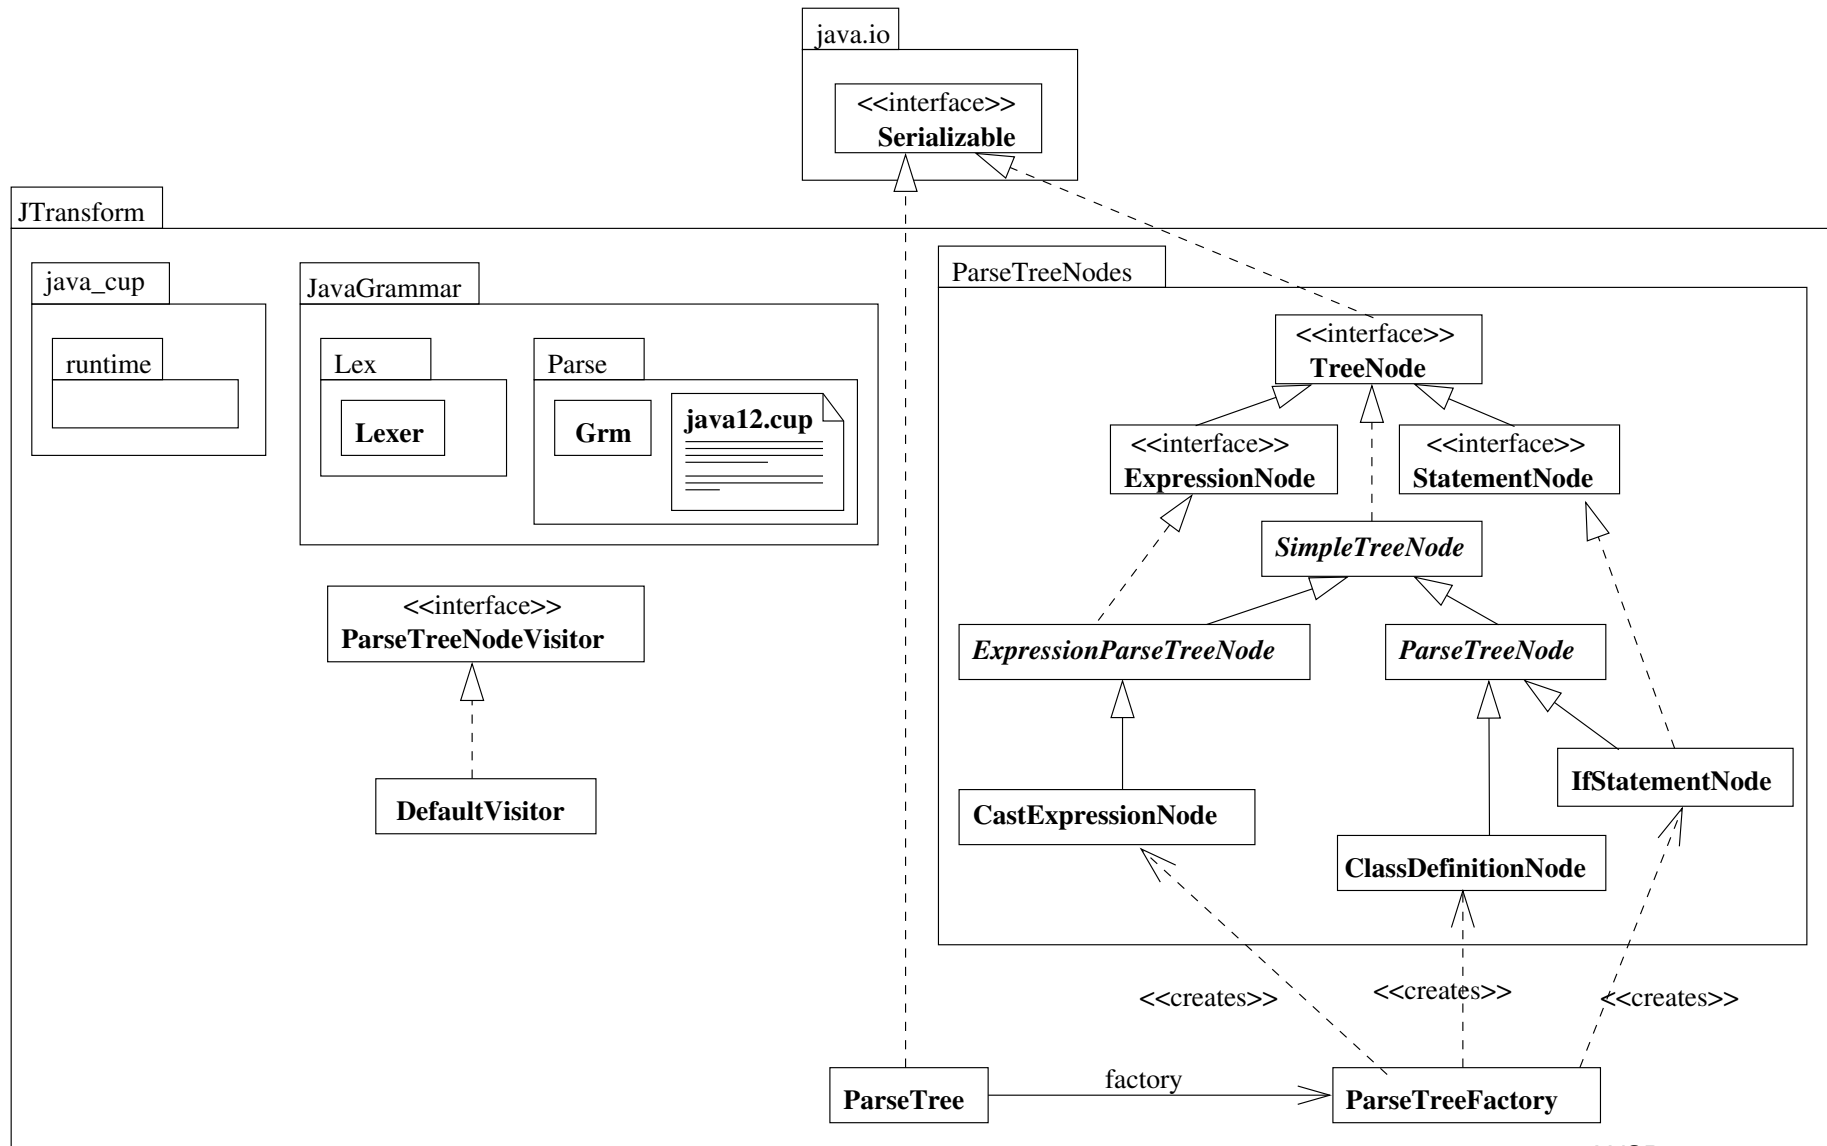 java.io
<<interface>>
Serializable
JTransform
java_cup
runtime
JavaGrammar
Lex
Lexer
Parse
Grm
java12.cup
<<interface>>
ParseTreeNodeVisitor
DefaultVisitor
ParseTreeNodes
<<interface>>
TreeNode
<<interface>>
ExpressionNode
<<interface>>
StatementNode
SimpleTreeNode
ExpressionParseTreeNode
ParseTreeNode
IfStatementNode
CastExpressionNode
ClassDefinitionNode
<<creates>>
<<creates>>
<<creates>>
ParseTree
factory
ParseTreeFactory